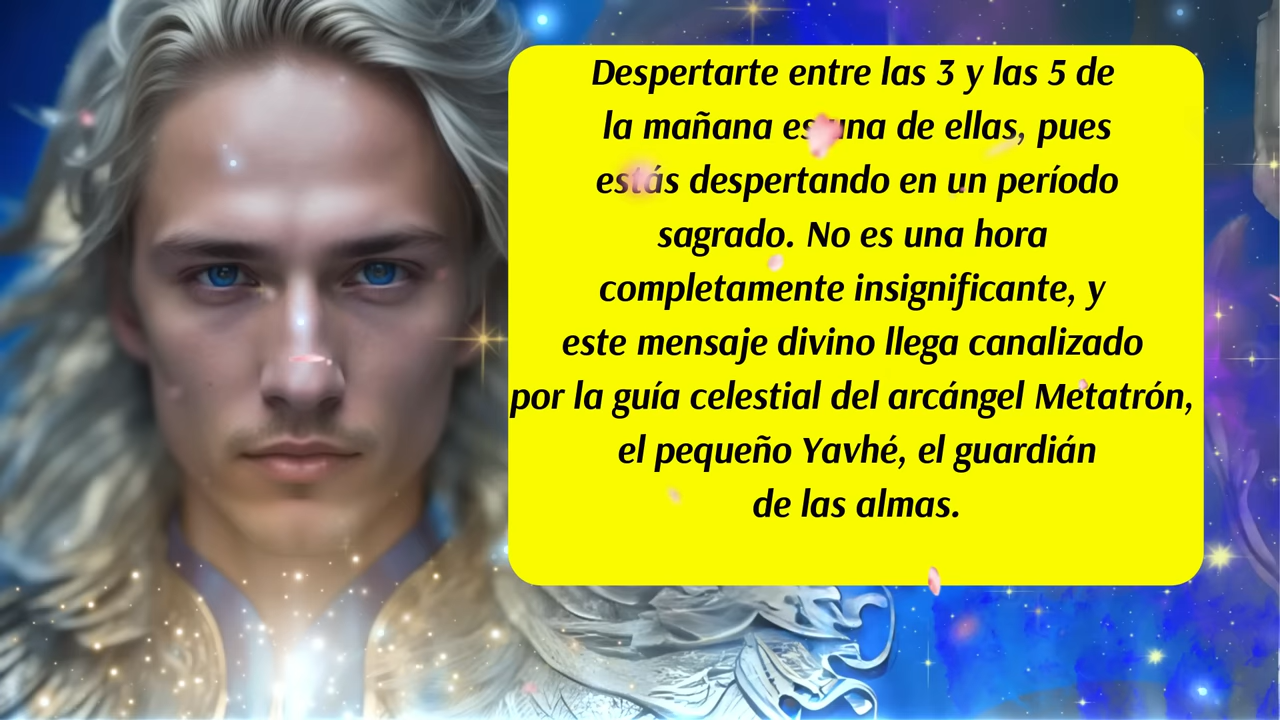 Despertarte entre las 3 y las 5 de
la mañana es una de ellas, pues
estás despertando en un período
sagrado. No es una hora
completamente insignificante, y
este mensaje divino llega canalizado
por la guía celestial del arcángel Metatrón,
el pequeño Yavhé, el guardián
de las almas.